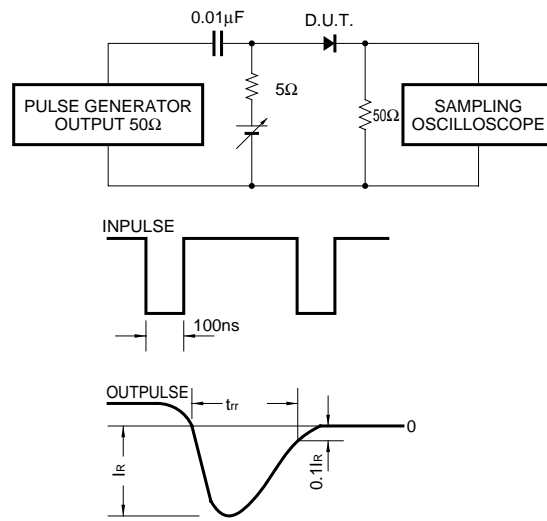 0.01μF
D.U.T.
5Ω
PULSE GENERATOR
OUTPUT 50Ω
50Ω
SAMPLING
OSCILLOSCOPE
INPULSE
100ns
OUTPULSE
trr
0
IR
0.1IR